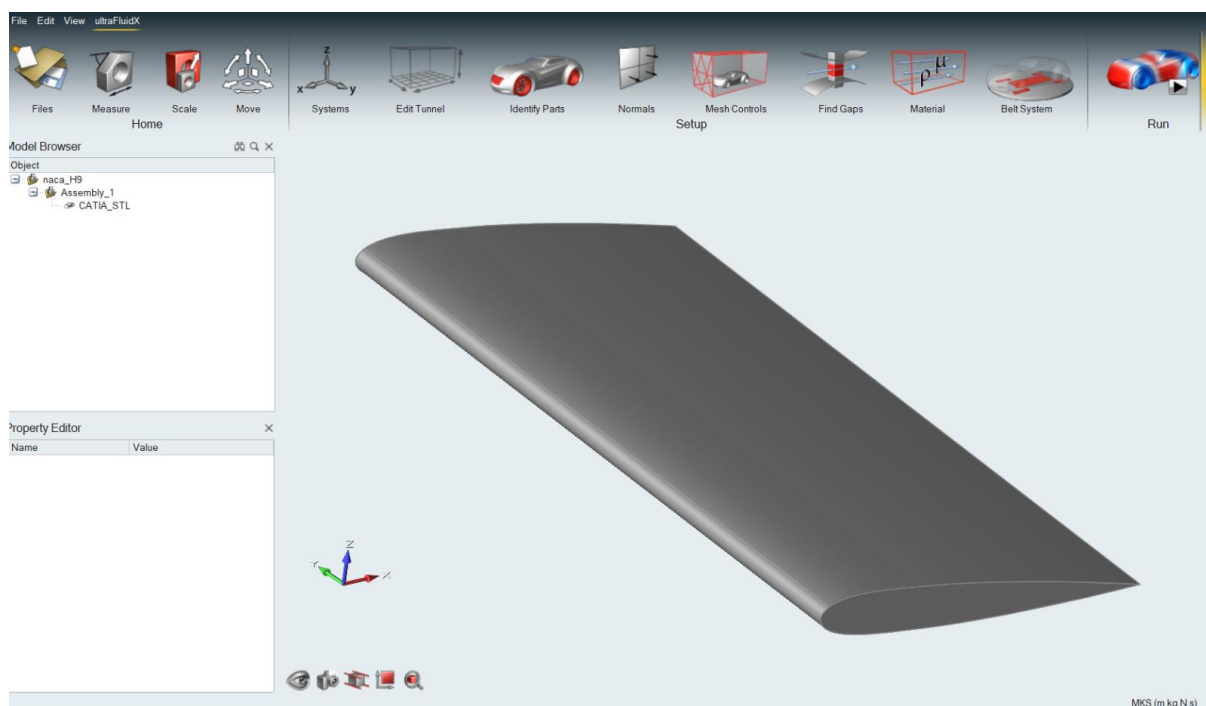 File Edit View ultraFluidX
Files Measure Scale Move Systems Edit Tunnel Identify Parts Normals Mesh Controls Find Gaps Material Belt System
Home Setup Run
Model Browser
Object
naca_H9
Assembly_1
CATIA_STL
Property Editor
Name Value
z
x y
ρ μ
Z
Y X
MKS (m kg N s)